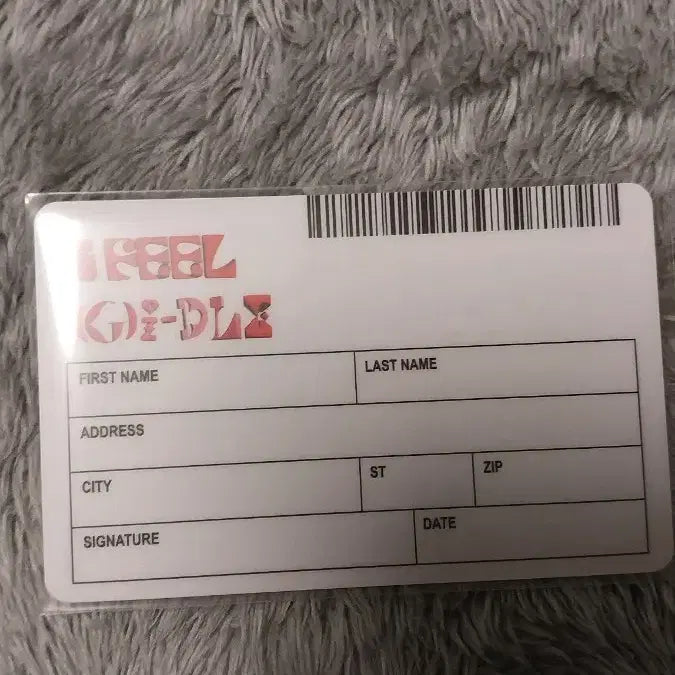 I FEEL
(G)I-DLE
FIRST NAME LAST NAME
ADDRESS
CITY ST ZIP
SIGNATURE DATE